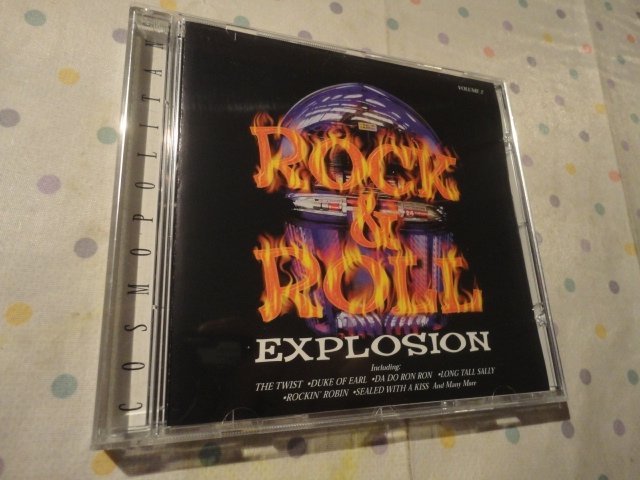 COSMOPOLITAN
VOLUME 2
ROCK
&
ROLL
EXPLOSION
Including:
THE TWIST •DUKE OF EARL •DA DO RON RON •LONG TALL SALLY
•ROCKIN' ROBIN •SEALED WITH A KISS And Many More